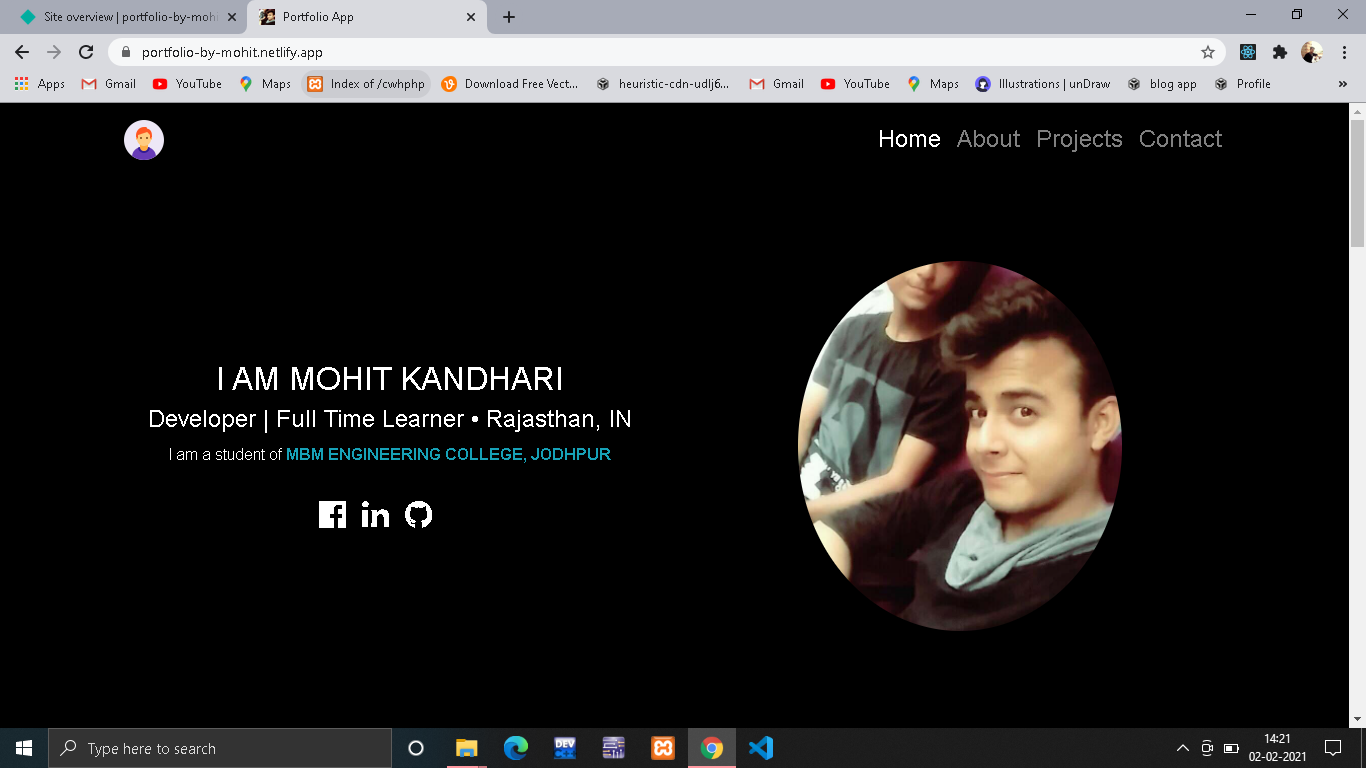 Site overview | portfolio-by-mohi
Portfolio App
portfolio-by-mohit.netlify.app
Apps Gmail YouTube Maps Index of /cwhphp Download Free Vect... heuristic-cdn-udlj6... Gmail YouTube Maps Illustrations | unDraw blog app Profile »
Home About Projects Contact
I AM MOHIT KANDHARI
Developer | Full Time Learner • Rajasthan, IN
I am a student of MBM ENGINEERING COLLEGE, JODHPUR
Type here to search
DEV
14:21
02-02-2021